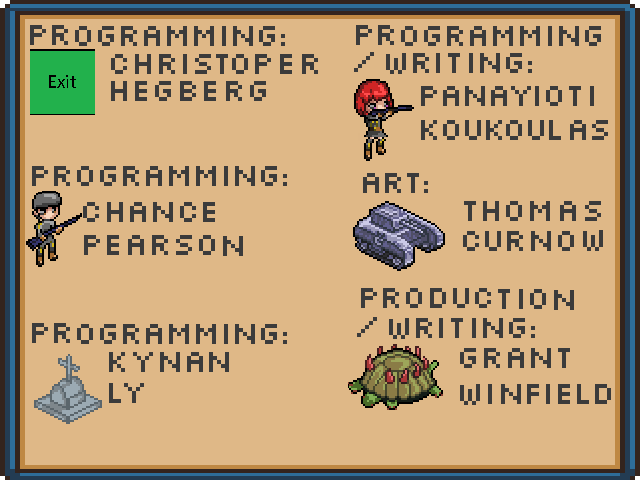 PROGRAMMING:
Exit
CHRISTOPER
HEGBERG
PROGRAMMING:
CHANCE
PEARSON
PROGRAMMING:
KYNAN
LY
PROGRAMMING
/WRITING:
PANAYIOTI
KOUKOULAS
ART:
THOMAS
CURNOW
PRODUCTION
/WRITING:
GRANT
WINFIELD